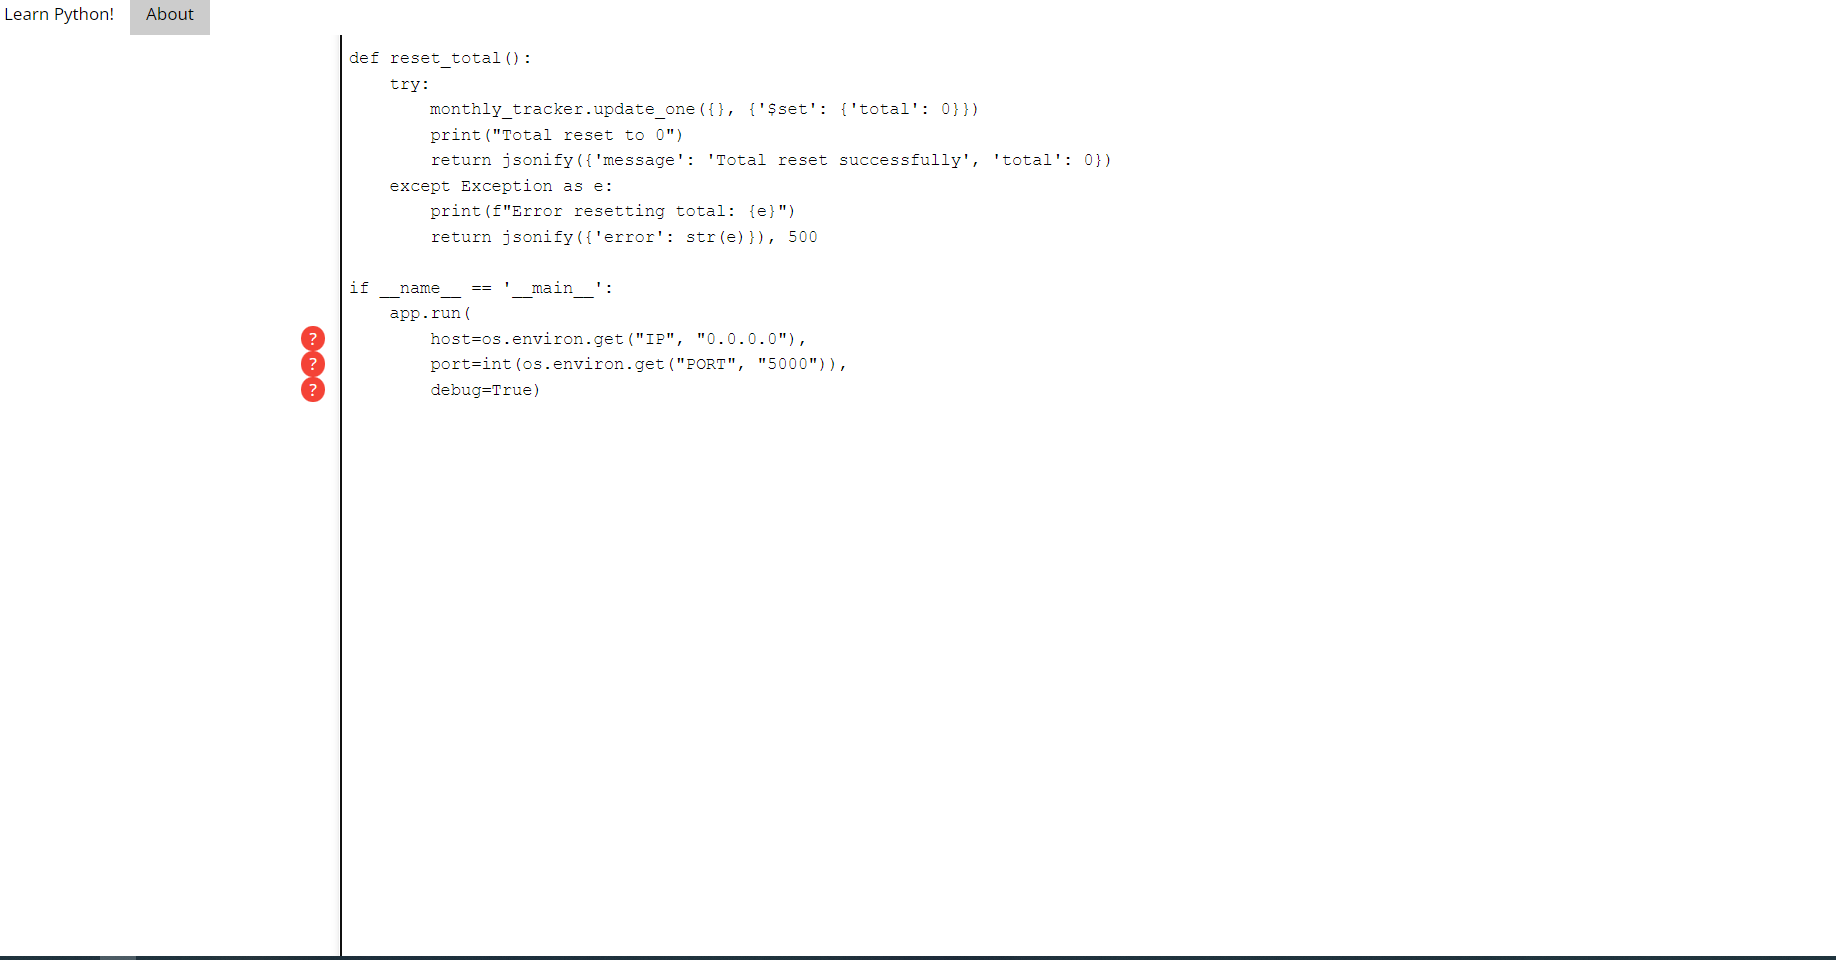 Learn Python! About
def reset_total():
    try:
        monthly_tracker.update_one({}, {'$set': {'total': 0}})
        print("Total reset to 0")
        return jsonify({'message': 'Total reset successfully', 'total': 0})
    except Exception as e:
        print(f"Error resetting total: {e}")
        return jsonify({'error': str(e)}), 500
if __name__ == '__main__':
    app.run(
?        host=os.environ.get("IP", "0.0.0.0"),
?        port=int(os.environ.get("PORT", "5000")),
?        debug=True)